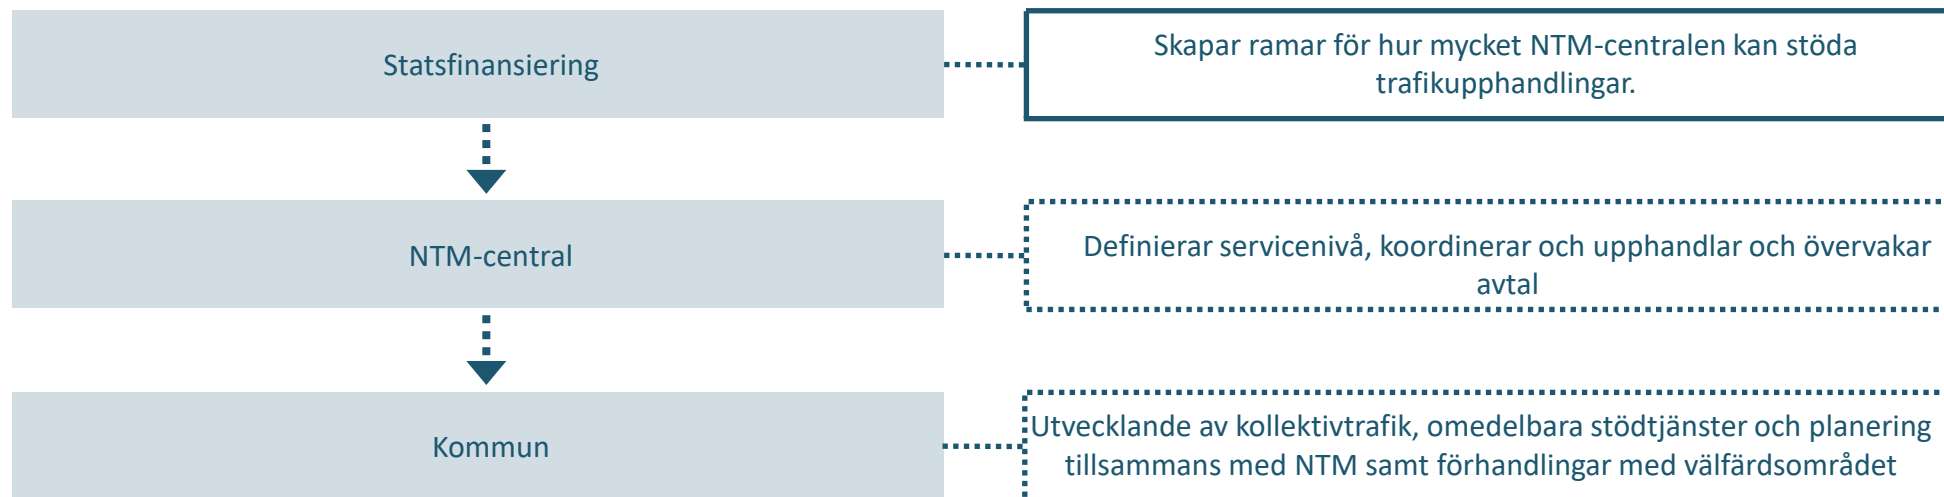 Statsfinansiering
Skapar ramar för hur mycket NTM-centralen kan stöda
trafikupphandlingar.
NTM-central
Definierar servicenivå, koordinerar och upphandlar och övervakar
avtal
Kommun
Utvecklande av kollektivtrafik, omedelbara stödtjänster och planering
tillsammans med NTM samt förhandlingar med välfärdsområdet